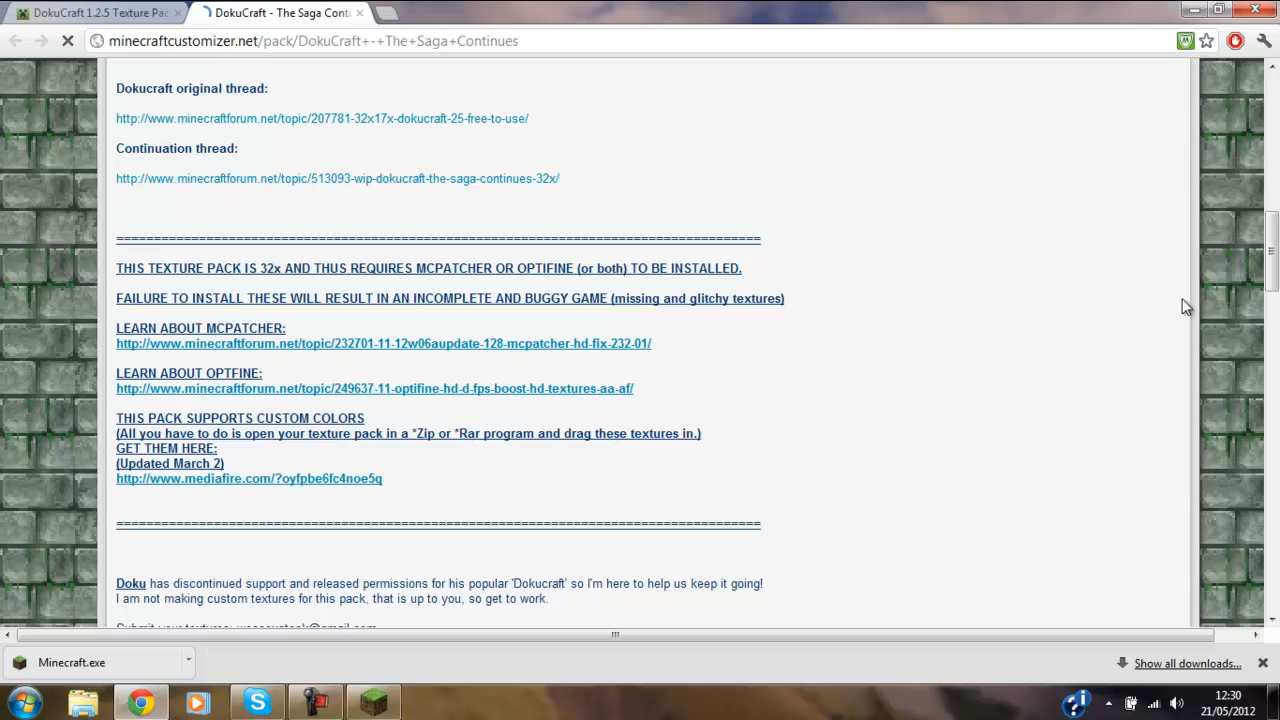 DokuCraft 1.2.5 Texture Pac
DokuCraft - The Saga Conti
minecraftcustomizer.net/pack/DokuCraft+-+The+Saga+Continues
Dokucraft original thread:
http://www.minecraftforum.net/topic/207781-32x17x-dokucraft-25-free-to-use/
Continuation thread:
http://www.minecraftforum.net/topic/513093-wip-dokucraft-the-saga-continues-32x/
======================================================================================
THIS TEXTURE PACK IS 32x AND THUS REQUIRES MCPATCHER OR OPTIFINE (or both) TO BE INSTALLED.
FAILURE TO INSTALL THESE WILL RESULT IN AN INCOMPLETE AND BUGGY GAME (missing and glitchy textures)
LEARN ABOUT MCPATCHER:
http://www.minecraftforum.net/topic/232701-11-12w06aupdate-128-mcpatcher-hd-fix-232-01/
LEARN ABOUT OPTFINE:
http://www.minecraftforum.net/topic/249637-11-optifine-hd-d-fps-boost-hd-textures-aa-af/
THIS PACK SUPPORTS CUSTOM COLORS
(All you have to do is open your texture pack in a *Zip or *Rar program and drag these textures in.)
GET THEM HERE:
(Updated March 2)
http://www.mediafire.com/?oyfpbe6fc4noe5q
======================================================================================
Doku has discontinued support and released permissions for his popular 'Dokucraft' so I'm here to help us keep it going!
I am not making custom textures for this pack, that is up to you, so get to work.
Submit your textures:
Minecraft.exe
Show all downloads...
12:30
21/05/2012